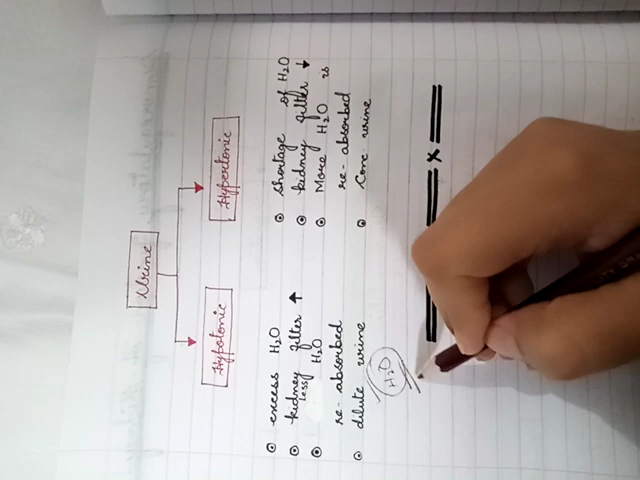 Urine
Hypotonic
excess H₂O
kidney filter ↑
less H₂O
re-absorbed
dilute urine
H₂O
Hypertonic
Shortage of H₂O
kidney filter ↓
More H₂O is
re-absorbed
Conc urine